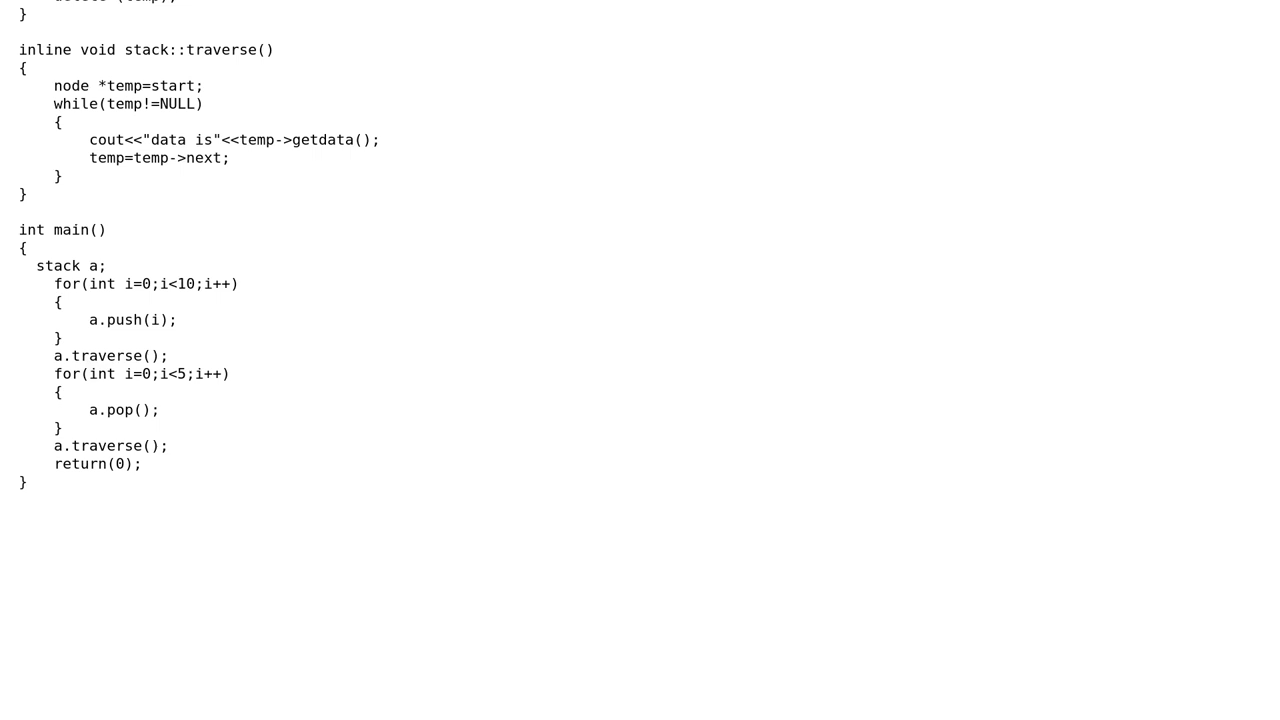 }
inline void stack::traverse()
{
    node *temp=start;
    while(temp!=NULL)
    {
        cout<<"data is"<<temp->getdata();
        temp=temp->next;
    }
}
int main()
{
  stack a;
    for(int i=0;i<10;i++)
    {
        a.push(i);
    }
    a.traverse();
    for(int i=0;i<5;i++)
    {
        a.pop();
    }
    a.traverse();
    return(0);
}